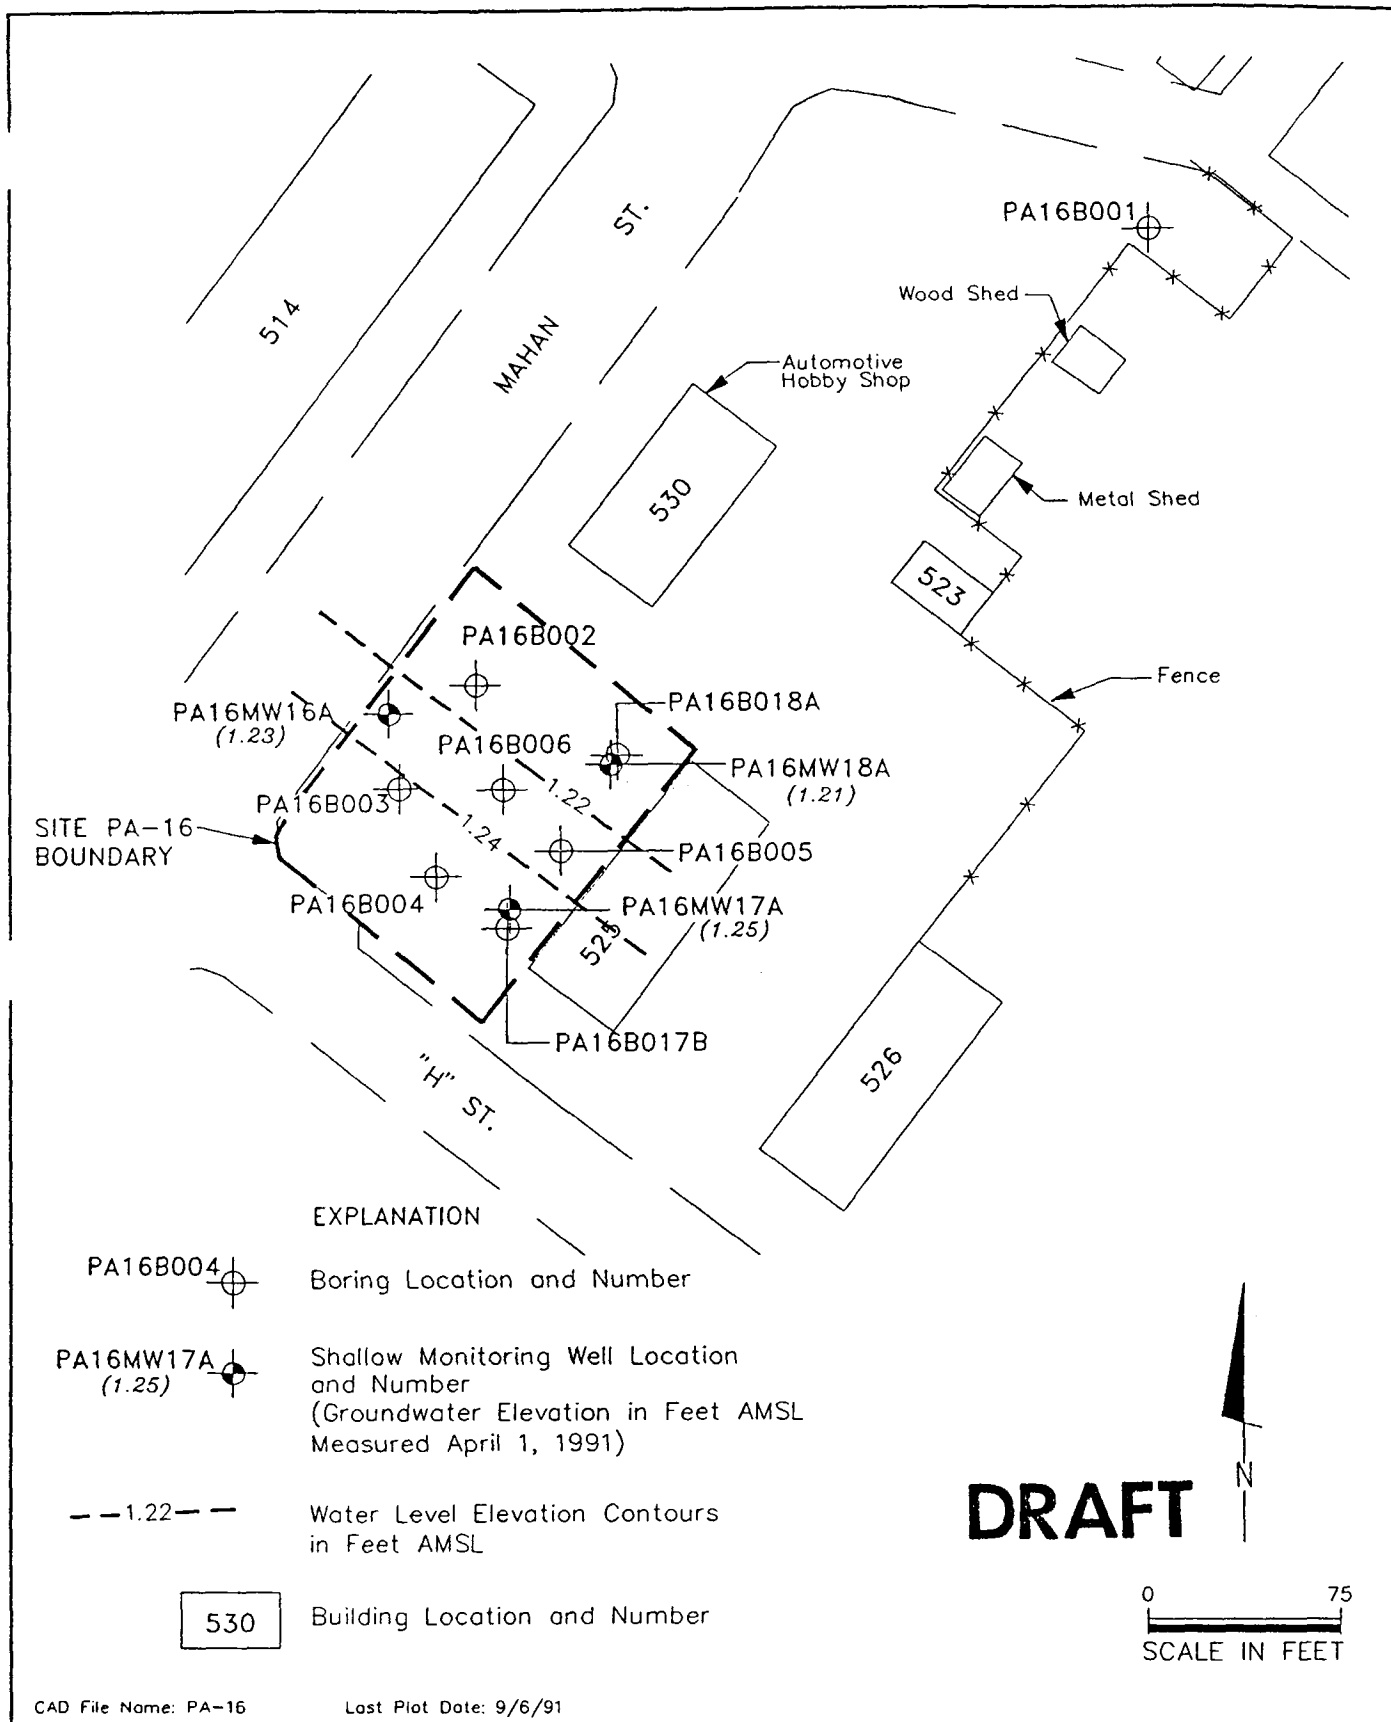 PA16B001
ST.
Wood Shed
514
MAHAN
Automotive
Hobby Shop
530
Metal Shed
523
PA16B002
Fence
PA16B018A
PA16MW16A
(1.23)
PA16B006
PA16MW18A
(1.21)
1.22
PA16B003
1.24
SITE PA-16
BOUNDARY
PA16B005
PA16B004
PA16MW17A
(1.25)
525
PA16B017B
"H" ST.
526
EXPLANATION
PA16B004
Boring Location and Number
PA16MW17A
(1.25)
Shallow Monitoring Well Location
and Number
(Groundwater Elevation in Feet AMSL
Measured April 1, 1991)
1.22
Water Level Elevation Contours
in Feet AMSL
530
Building Location and Number
N
DRAFT
0 75
SCALE IN FEET
CAD File Name: PA-16 Last Plot Date: 9/6/91